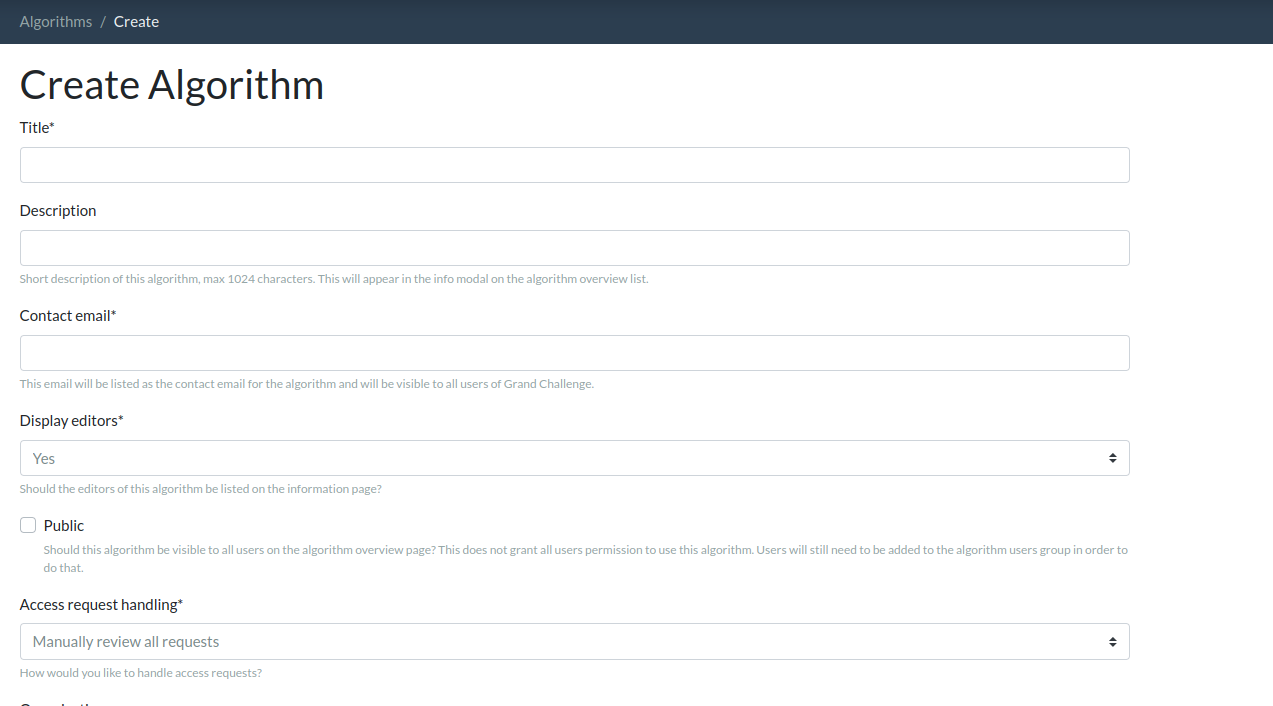 Algorithms / Create
Create Algorithm
Title*
Description
Short description of this algorithm, max 1024 characters. This will appear in the info modal on the algorithm overview list.
Contact email*
This email will be listed as the contact email for the algorithm and will be visible to all users of Grand Challenge.
Display editors*
Yes
Should the editors of this algorithm be listed on the information page?
Public
Should this algorithm be visible to all users on the algorithm overview page? This does not grant all users permission to use this algorithm. Users will still need to be added to the algorithm users group in order to
do that.
Access request handling*
Manually review all requests
How would you like to handle access requests?